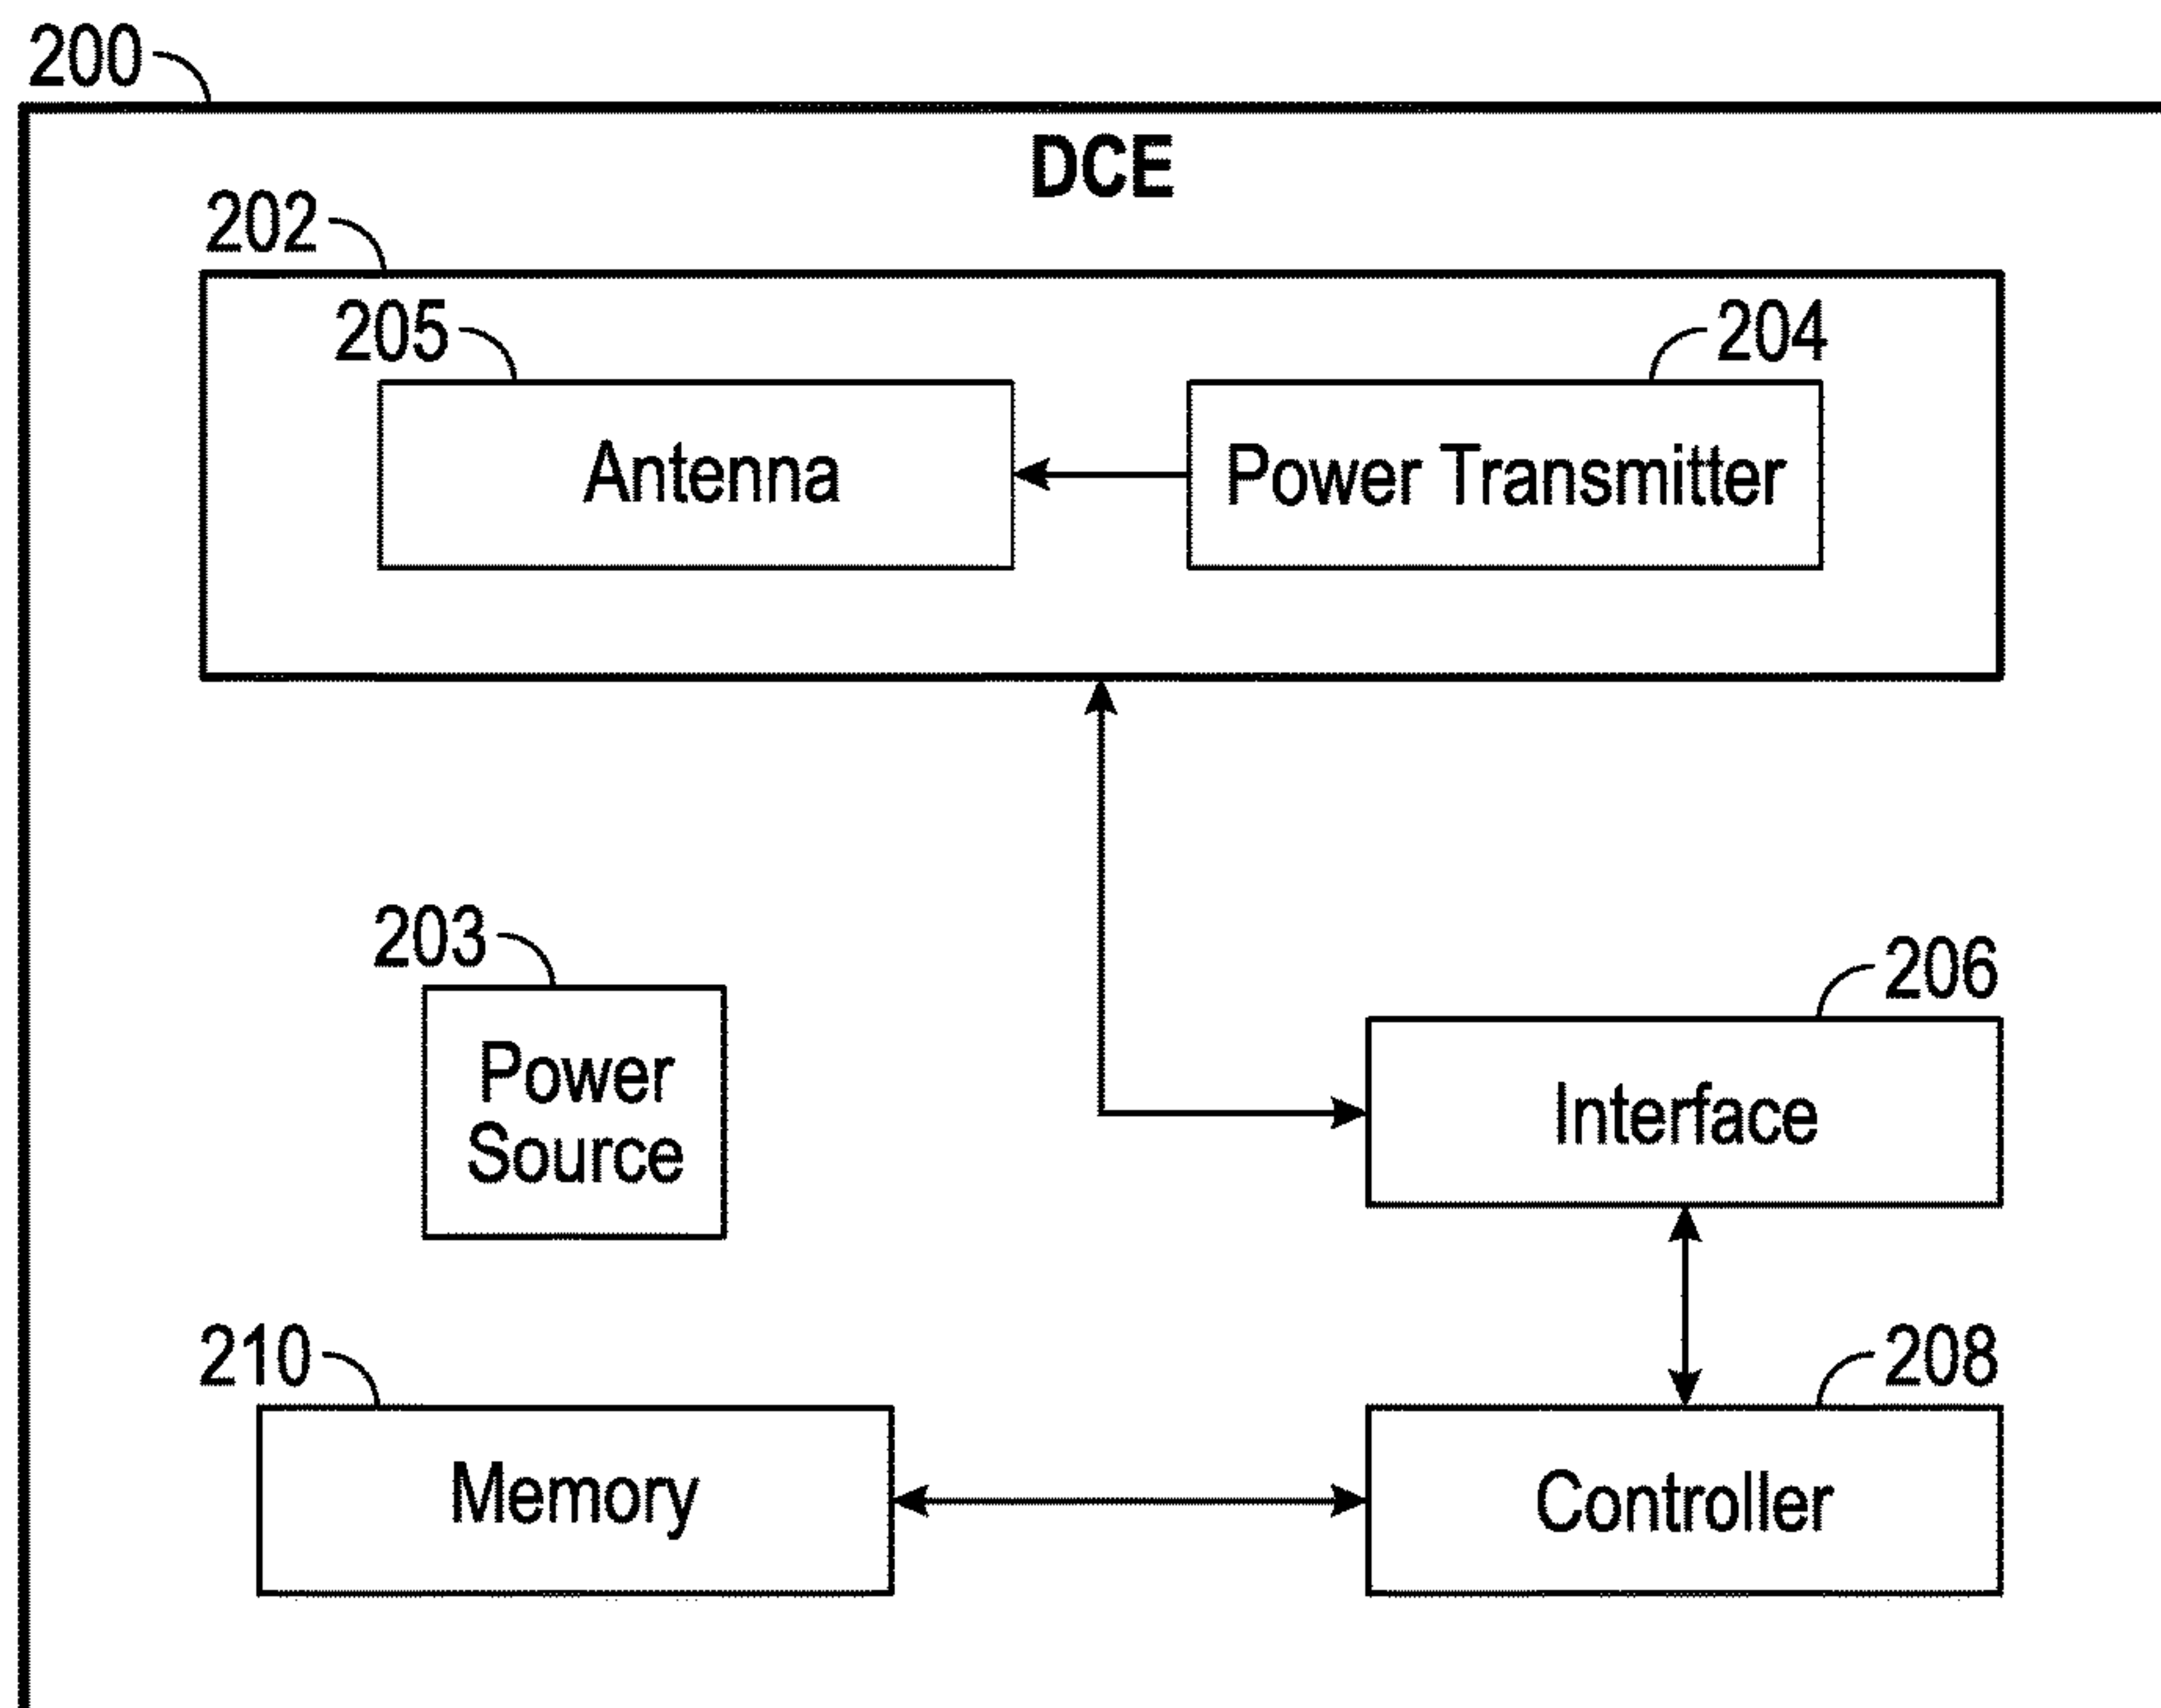 200
DCE
202
205
204
Antenna
Power Transmitter
203
206
Power
Source
Interface
210
208
Memory
Controller